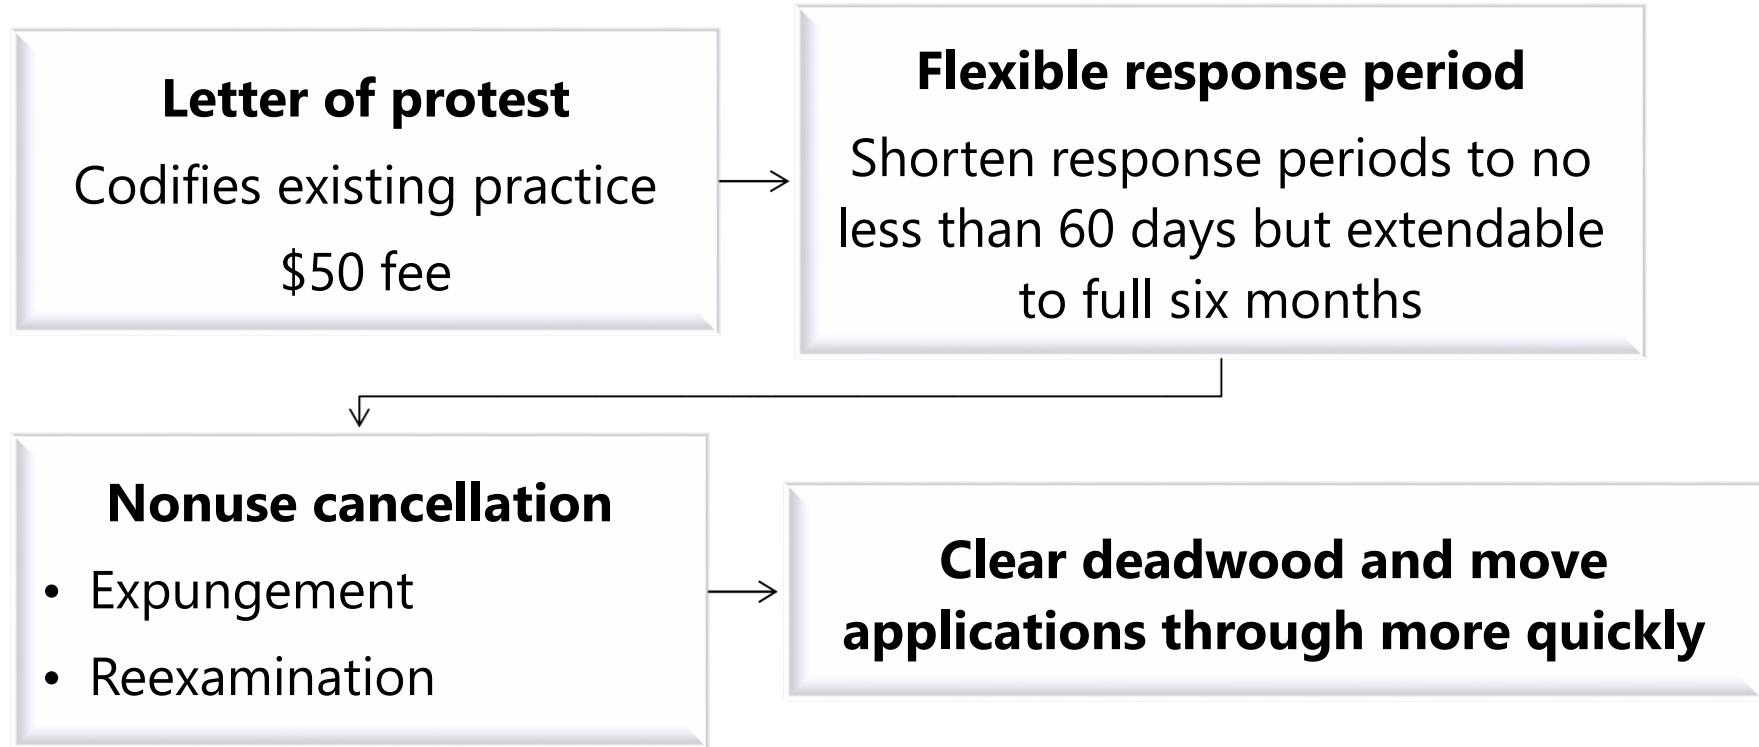 Letter of protest
Codifies existing practice
$50 fee
Flexible response period
Shorten response periods to no
less than 60 days but extendable
to full six months
Nonuse cancellation
• Expungement
• Reexamination
Clear deadwood and move
applications through more quickly